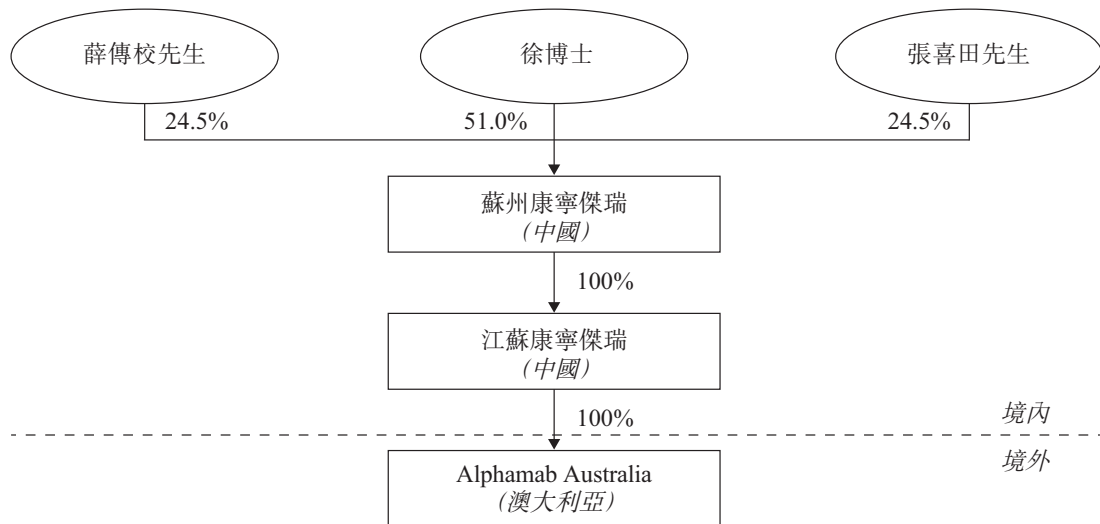 薛傳校先生
徐博士
張喜田先生
24.5%
51.0%
24.5%
蘇州康寧傑瑞
(中國)
100%
江蘇康寧傑瑞
(中國)
100%
境內
境外
Alphamab Australia
(澳大利亞)